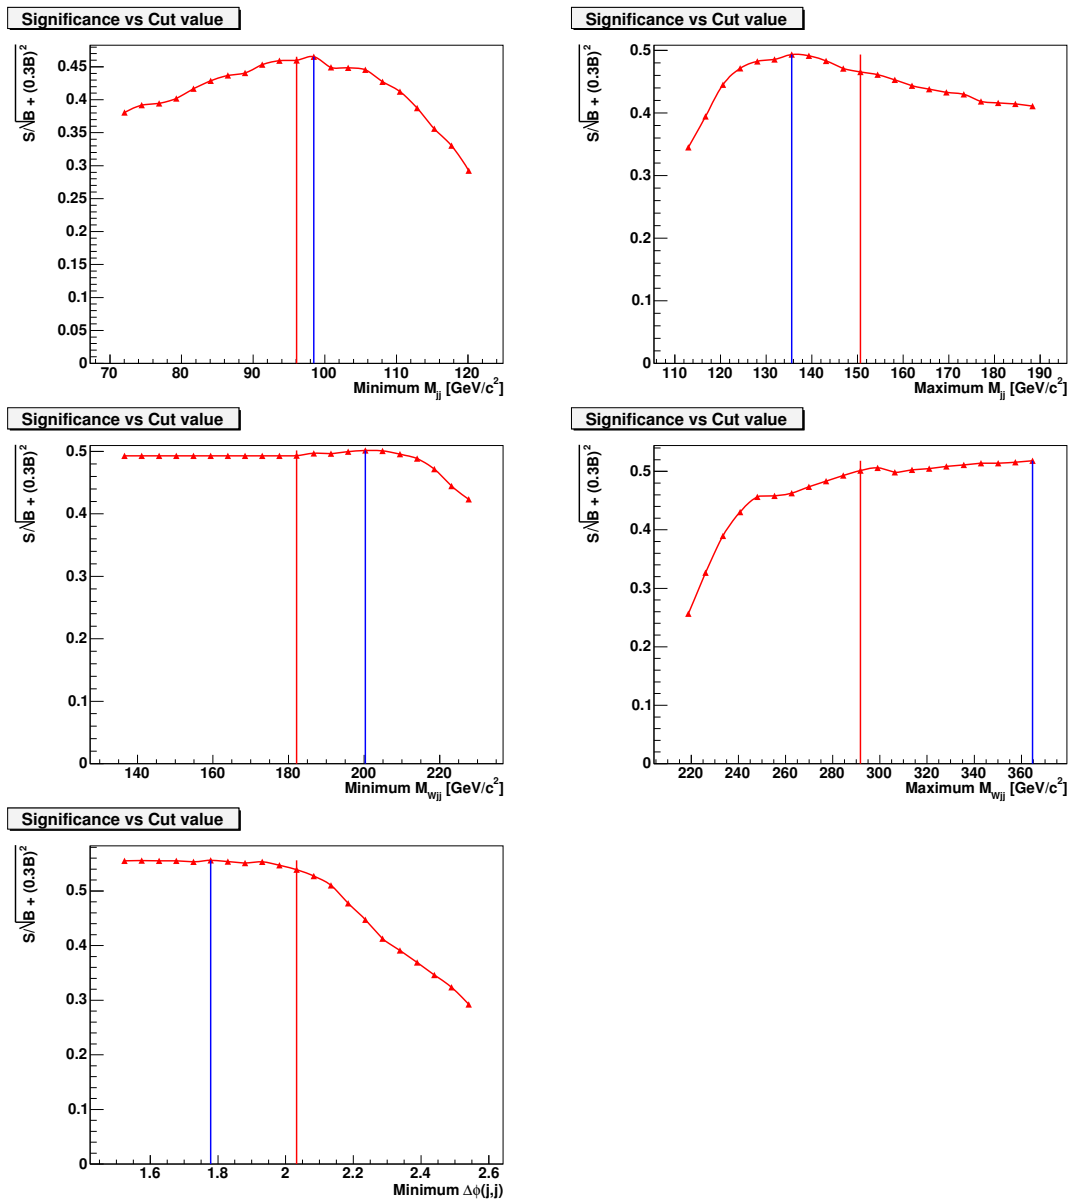 Significance vs Cut value
S/√B + (0.3B)²
0.45
0.4
0.35
0.3
0.25
0.2
0.15
0.1
0.05
0
70 80 90 100 110 120
Minimum M_jj [GeV/c²]
Significance vs Cut value
S/√B + (0.3B)²
0.5
0.4
0.3
0.2
0.1
0
110 120 130 140 150 160 170 180 190
Maximum M_jj [GeV/c²]
Significance vs Cut value
S/√B + (0.3B)²
0.5
0.4
0.3
0.2
0.1
0
140 160 180 200 220
Minimum M_Wjj [GeV/c²]
Significance vs Cut value
S/√B + (0.3B)²
0.5
0.4
0.3
0.2
0.1
0
220 240 260 280 300 320 340 360
Maximum M_Wjj [GeV/c²]
Significance vs Cut value
S/√B + (0.3B)²
0.5
0.4
0.3
0.2
0.1
0
1.6 1.8 2 2.2 2.4 2.6
Minimum Δϕ(j,j)